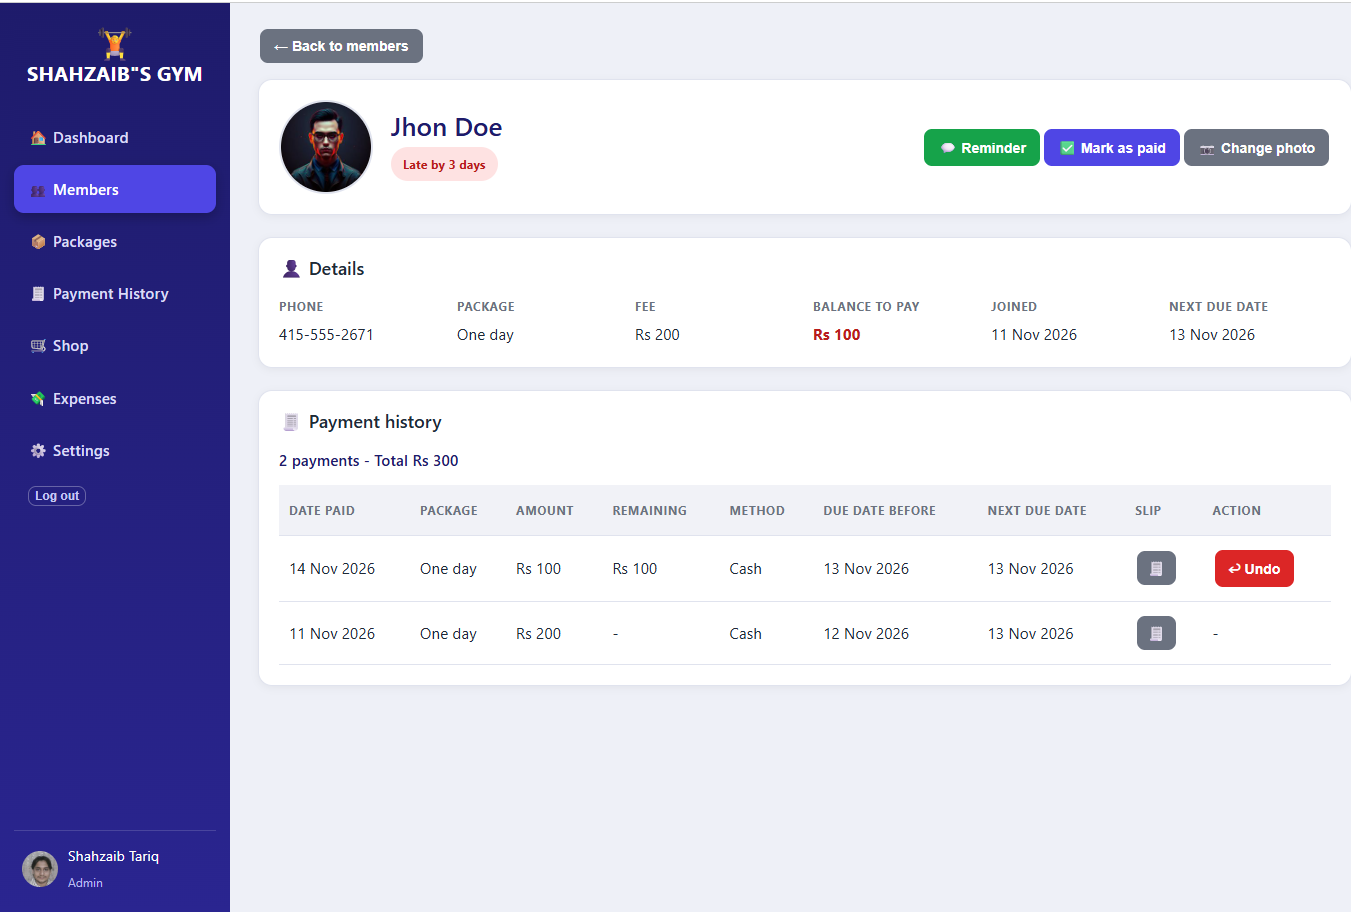 SHAHZAIB"S GYM
Dashboard
Members
Packages
Payment History
Shop
Expenses
Settings
Log out
Shahzaib Tariq
Admin
← Back to members
Jhon Doe
Late by 3 days
Reminder
Mark as paid
Change photo
Details
PHONE PACKAGE FEE BALANCE TO PAY JOINED NEXT DUE DATE
415-555-2671 One day Rs 200 Rs 100 11 Nov 2026 13 Nov 2026
Payment history
2 payments - Total Rs 300
DATE PAID PACKAGE AMOUNT REMAINING METHOD DUE DATE BEFORE NEXT DUE DATE SLIP ACTION
14 Nov 2026 One day Rs 100 Rs 100 Cash 13 Nov 2026 13 Nov 2026 ↩ Undo
11 Nov 2026 One day Rs 200 - Cash 12 Nov 2026 13 Nov 2026 -